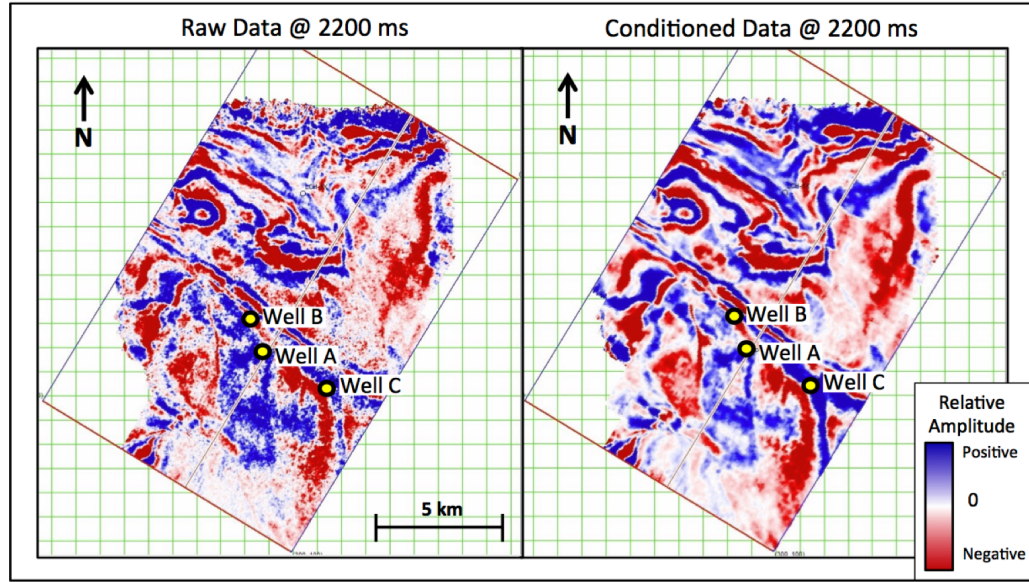 Raw Data @ 2200 ms
Conditioned Data @ 2200 ms
N
N
Well B
Well A
Well C
5 km
Well B
Well A
Well C
Relative
Amplitude
Positive
0
Negative